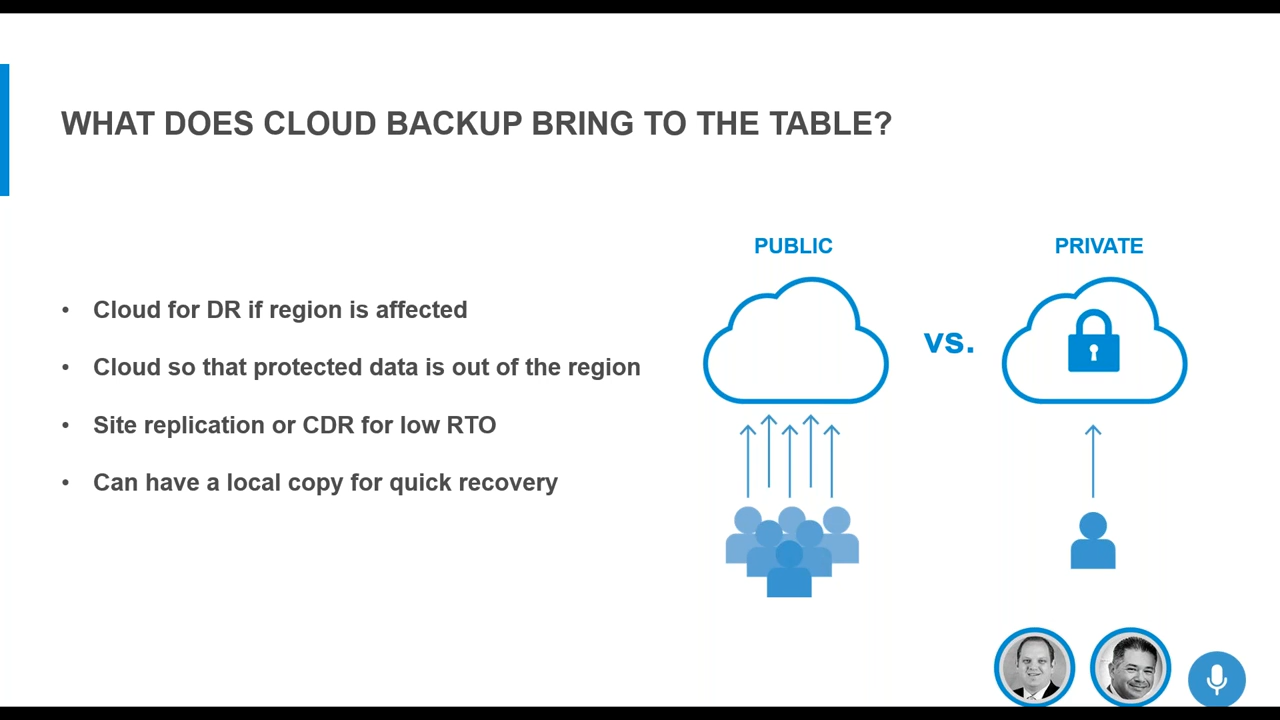 WHAT DOES CLOUD BACKUP BRING TO THE TABLE?
• Cloud for DR if region is affected
• Cloud so that protected data is out of the region
• Site replication or CDR for low RTO
• Can have a local copy for quick recovery
PUBLIC
vs.
PRIVATE